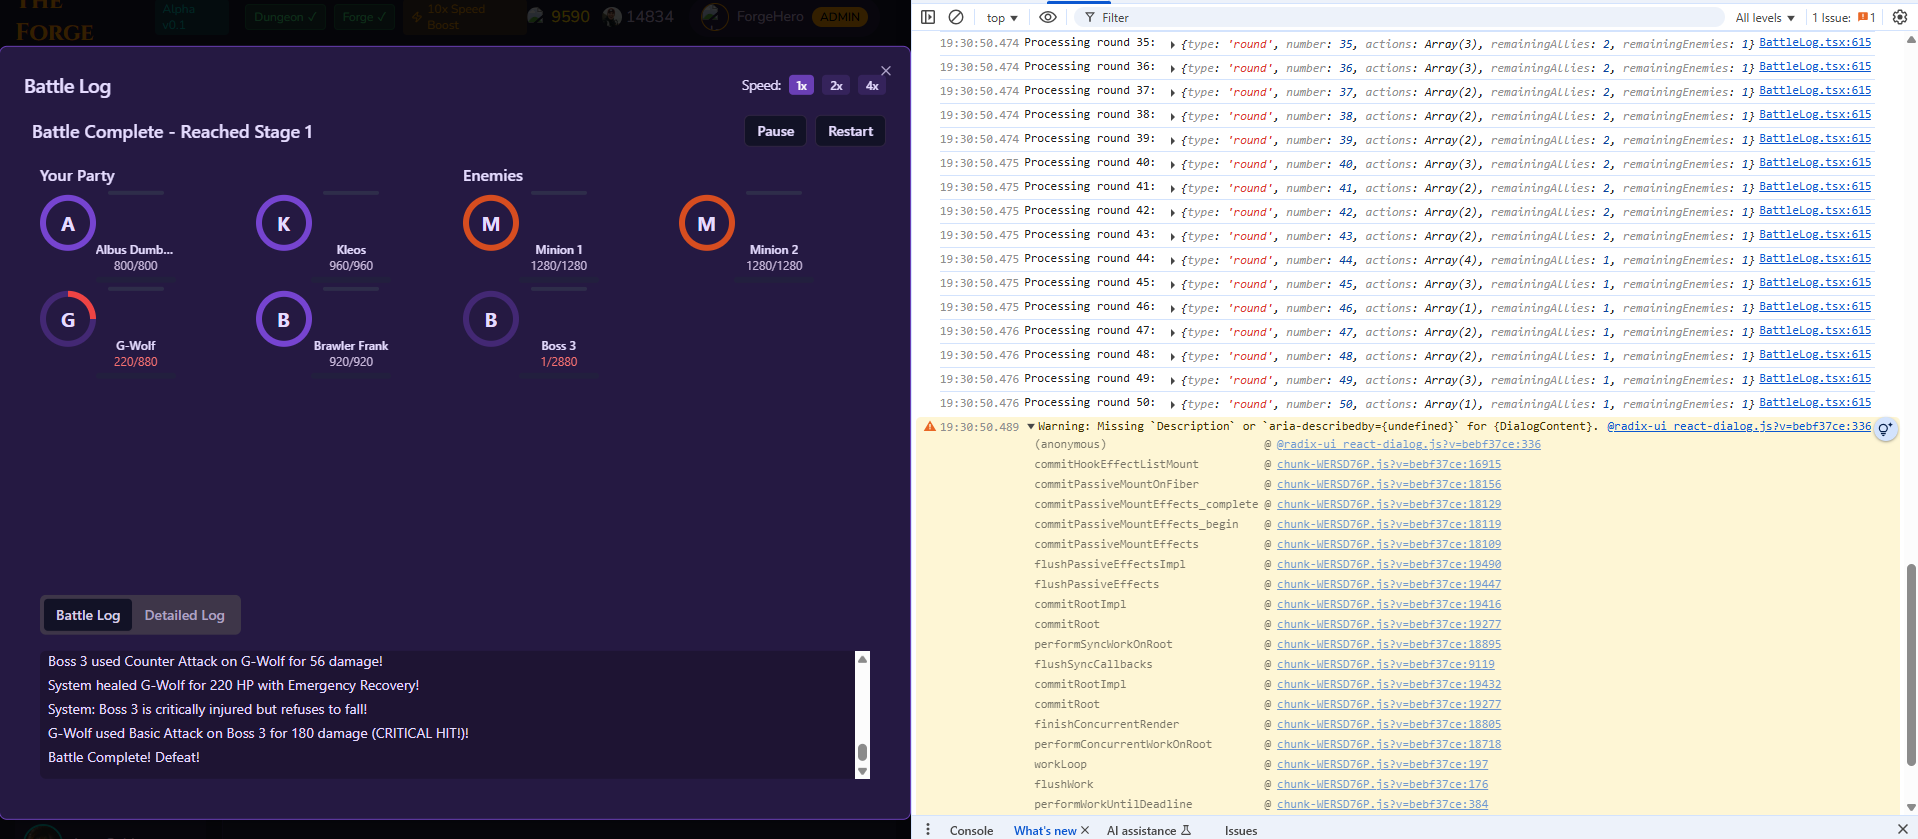 THE
FORGE
Alpha
v0.1
Dungeon ✓
Forge ✓
10x Speed
Boost
9590
14834
ForgeHero
ADMIN
Battle Log
Speed:
1x
2x
4x
Battle Complete - Reached Stage 1
Pause
Restart
Your Party
Enemies
A
Albus Dumb...
800/800
K
Kleos
960/960
M
Minion 1
1280/1280
M
Minion 2
1280/1280
G
G-Wolf
220/880
B
Brawler Frank
920/920
B
Boss 3
1/2880
Battle Log
Detailed Log
Boss 3 used Counter Attack on G-Wolf for 56 damage!
System healed G-Wolf for 220 HP with Emergency Recovery!
System: Boss 3 is critically injured but refuses to fall!
G-Wolf used Basic Attack on Boss 3 for 180 damage (CRITICAL HIT!)!
Battle Complete! Defeat!
top
Filter
All levels
1 Issue: 1
19:30:50.474 Processing round 35: {type: 'round', number: 35, actions: Array(3), remainingAllies: 2, remainingEnemies: 1} BattleLog.tsx:615
19:30:50.474 Processing round 36: {type: 'round', number: 36, actions: Array(3), remainingAllies: 2, remainingEnemies: 1} BattleLog.tsx:615
19:30:50.474 Processing round 37: {type: 'round', number: 37, actions: Array(2), remainingAllies: 2, remainingEnemies: 1} BattleLog.tsx:615
19:30:50.474 Processing round 38: {type: 'round', number: 38, actions: Array(2), remainingAllies: 2, remainingEnemies: 1} BattleLog.tsx:615
19:30:50.474 Processing round 39: {type: 'round', number: 39, actions: Array(2), remainingAllies: 2, remainingEnemies: 1} BattleLog.tsx:615
19:30:50.475 Processing round 40: {type: 'round', number: 40, actions: Array(3), remainingAllies: 2, remainingEnemies: 1} BattleLog.tsx:615
19:30:50.475 Processing round 41: {type: 'round', number: 41, actions: Array(2), remainingAllies: 2, remainingEnemies: 1} BattleLog.tsx:615
19:30:50.475 Processing round 42: {type: 'round', number: 42, actions: Array(2), remainingAllies: 2, remainingEnemies: 1} BattleLog.tsx:615
19:30:50.475 Processing round 43: {type: 'round', number: 43, actions: Array(2), remainingAllies: 2, remainingEnemies: 1} BattleLog.tsx:615
19:30:50.475 Processing round 44: {type: 'round', number: 44, actions: Array(4), remainingAllies: 1, remainingEnemies: 1} BattleLog.tsx:615
19:30:50.475 Processing round 45: {type: 'round', number: 45, actions: Array(3), remainingAllies: 1, remainingEnemies: 1} BattleLog.tsx:615
19:30:50.475 Processing round 46: {type: 'round', number: 46, actions: Array(1), remainingAllies: 1, remainingEnemies: 1} BattleLog.tsx:615
19:30:50.476 Processing round 47: {type: 'round', number: 47, actions: Array(2), remainingAllies: 1, remainingEnemies: 1} BattleLog.tsx:615
19:30:50.476 Processing round 48: {type: 'round', number: 48, actions: Array(2), remainingAllies: 1, remainingEnemies: 1} BattleLog.tsx:615
19:30:50.476 Processing round 49: {type: 'round', number: 49, actions: Array(3), remainingAllies: 1, remainingEnemies: 1} BattleLog.tsx:615
19:30:50.476 Processing round 50: {type: 'round', number: 50, actions: Array(1), remainingAllies: 1, remainingEnemies: 1} BattleLog.tsx:615
19:30:50.489 Warning: Missing `Description` or `aria-describedby={undefined}` for {DialogContent}. @radix-ui_react-dialog.js?v=bebf37ce:336
(anonymous) @ @radix-ui_react-dialog.js?v=bebf37ce:336
commitHookEffectListMount @ chunk-WERSD76P.js?v=bebf37ce:16915
commitPassiveMountOnFiber @ chunk-WERSD76P.js?v=bebf37ce:18156
commitPassiveMountEffects_complete @ chunk-WERSD76P.js?v=bebf37ce:18129
commitPassiveMountEffects_begin @ chunk-WERSD76P.js?v=bebf37ce:18119
commitPassiveMountEffects @ chunk-WERSD76P.js?v=bebf37ce:18109
flushPassiveEffectsImpl @ chunk-WERSD76P.js?v=bebf37ce:19490
flushPassiveEffects @ chunk-WERSD76P.js?v=bebf37ce:19447
commitRootImpl @ chunk-WERSD76P.js?v=bebf37ce:19416
commitRoot @ chunk-WERSD76P.js?v=bebf37ce:19277
performSyncWorkOnRoot @ chunk-WERSD76P.js?v=bebf37ce:18895
flushSyncCallbacks @ chunk-WERSD76P.js?v=bebf37ce:9119
commitRootImpl @ chunk-WERSD76P.js?v=bebf37ce:19432
commitRoot @ chunk-WERSD76P.js?v=bebf37ce:19277
finishConcurrentRender @ chunk-WERSD76P.js?v=bebf37ce:18805
performConcurrentWorkOnRoot @ chunk-WERSD76P.js?v=bebf37ce:18718
workLoop @ chunk-WERSD76P.js?v=bebf37ce:197
flushWork @ chunk-WERSD76P.js?v=bebf37ce:176
performWorkUntilDeadline @ chunk-WERSD76P.js?v=bebf37ce:384
Console
What's new
AI assistance
Issues